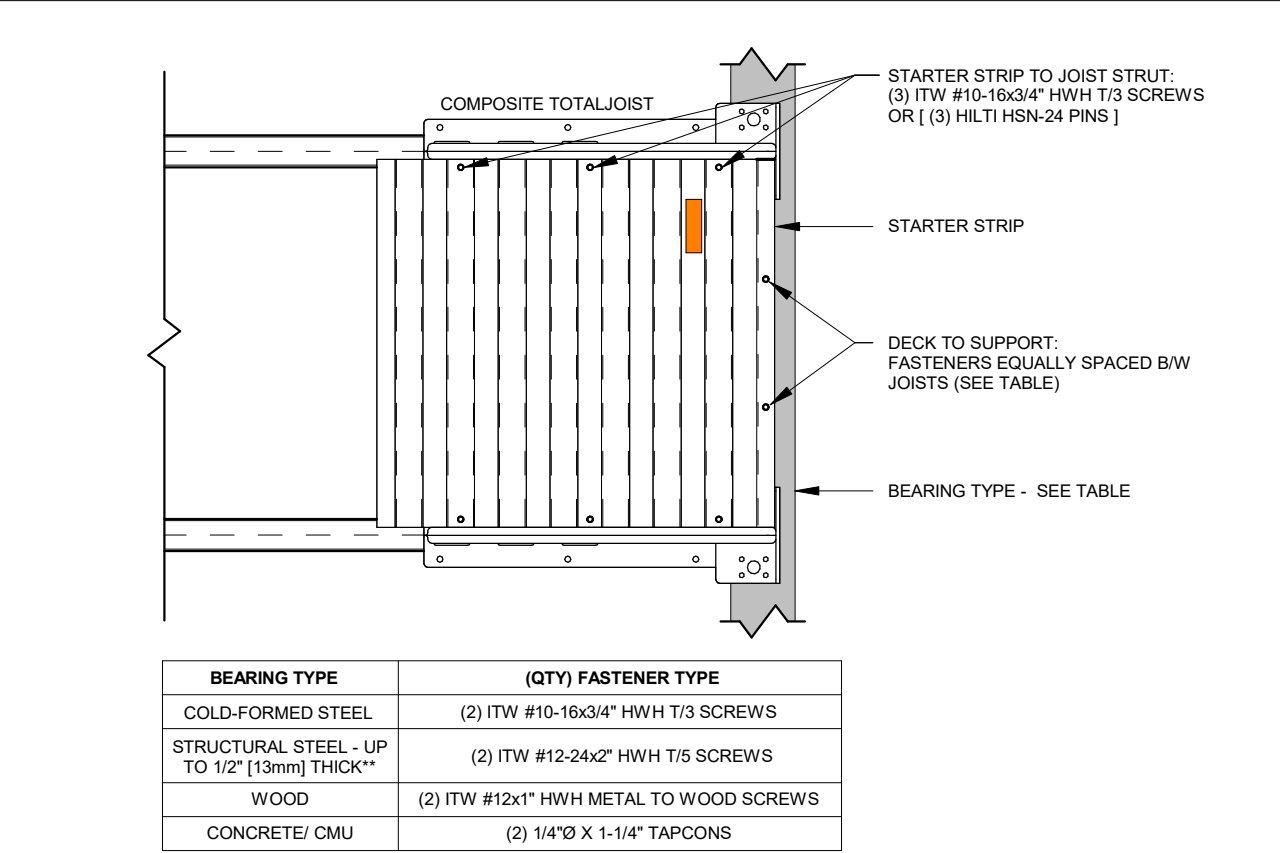 COMPOSITE TOTALJOIST
STARTER STRIP TO JOIST STRUT:
(3) ITW #10-16x3/4" HWH T/3 SCREWS
OR [ (3) HILTI HSN-24 PINS ]
STARTER STRIP
DECK TO SUPPORT:
FASTENERS EQUALLY SPACED B/W
JOISTS (SEE TABLE)
BEARING TYPE - SEE TABLE
BEARING TYPE (QTY) FASTENER TYPE
COLD-FORMED STEEL (2) ITW #10-16x3/4" HWH T/3 SCREWS
STRUCTURAL STEEL - UP
TO 1/2" [13mm] THICK** (2) ITW #12-24x2" HWH T/5 SCREWS
WOOD (2) ITW #12x1" HWH METAL TO WOOD SCREWS
CONCRETE/ CMU (2) 1/4"Ø X 1-1/4" TAPCONS